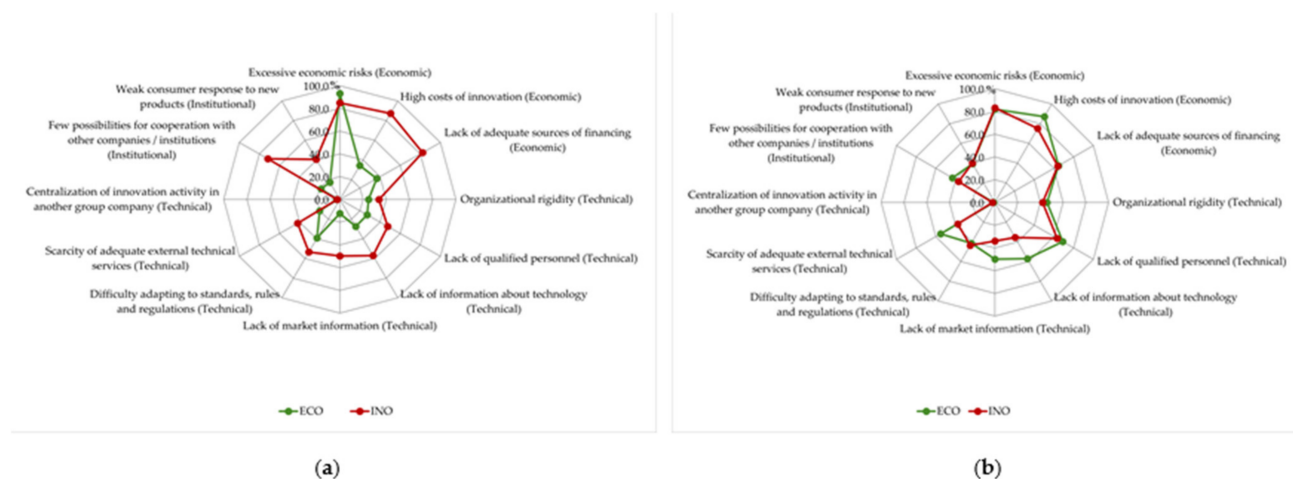 Excessive economic risks (Economic)
100.0%
Weak consumer response to new
products (Institutional)
80.0
High costs of innovation (Economic)
Few possibilities for cooperation with
other companies / institutions
(Institutional)
60.0
Lack of adequate sources of financing
(Economic)
40.0
20.0
Centralization of innovation activity in
another group company (Technical)
0.0
Organizational rigidity (Technical)
Scarcity of adequate external technical
services (Technical)
Lack of qualified personnel (Technical)
Difficulty adapting to standards, rules
and regulations (Technical)
Lack of information about technology
(Technical)
Lack of market information (Technical)
ECO INO
(a)
Excessive economic risks (Economic)
100.0%
Weak consumer response to new
products (Institutional)
80.0
High costs of innovation (Economic)
Few possibilities for cooperation with
other companies / institutions
(Institutional)
60.0
Lack of adequate sources of financing
(Economic)
40.0
20.0
Centralization of innovation activity in
another group company (Technical)
0.0
Organizational rigidity (Technical)
Scarcity of adequate external technical
services (Technical)
Lack of qualified personnel (Technical)
Difficulty adapting to standards, rules
and regulations (Technical)
Lack of information about technology
(Technical)
Lack of market information (Technical)
ECO INO
(b)